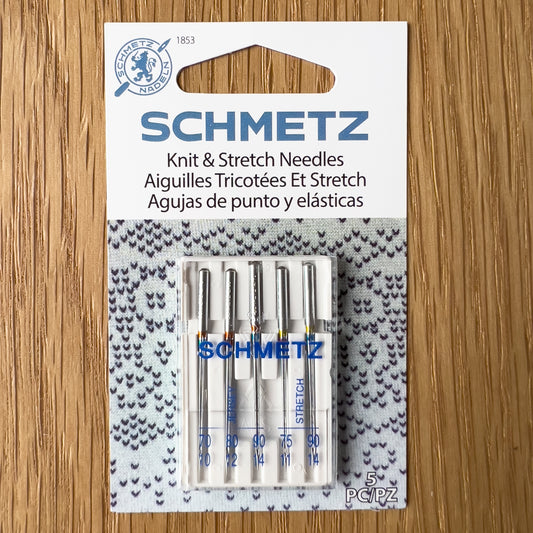 1853
SCHMETZ
NADELN
SCHMETZ
Knit & Stretch Needles
Aiguilles Tricotées Et Stretch
Agujas de punto y elásticas
SCHMETZ
STRETCH
70 80 90 75 90
10 12 14 11 14
5
PC/PZ